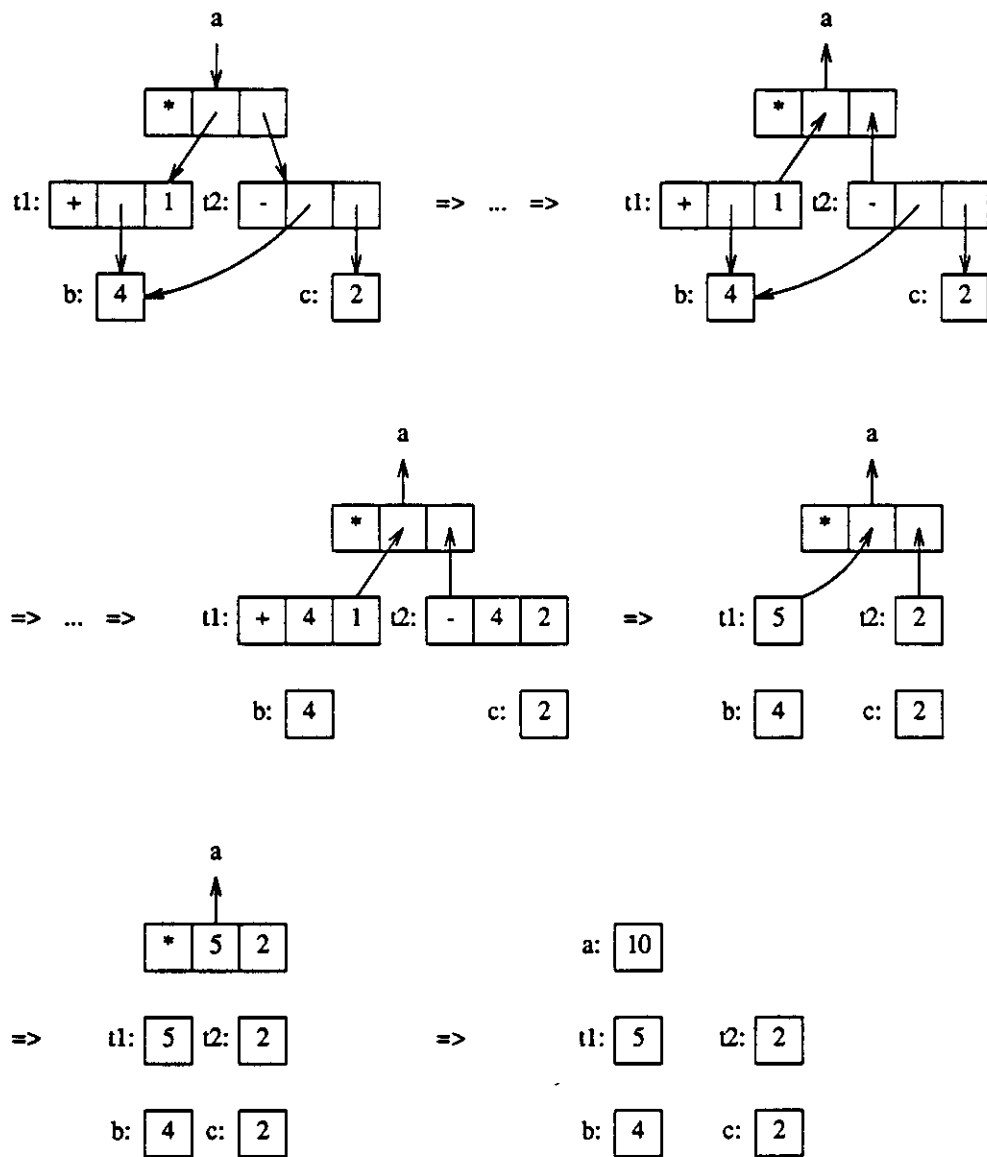 a a
* *
t1: + 1 t2: - => ... => t1: + 1 t2: -
b: 4 c: 2 b: 4 c: 2
a a
* *
=> ... => t1: + 4 1 t2: - 4 2 => t1: 5 t2: 2
b: 4 c: 2 b: 4 c: 2
a
* 5 2 a: 10
=> t1: 5 t2: 2 => t1: 5 t2: 2
b: 4 c: 2 b: 4 c: 2